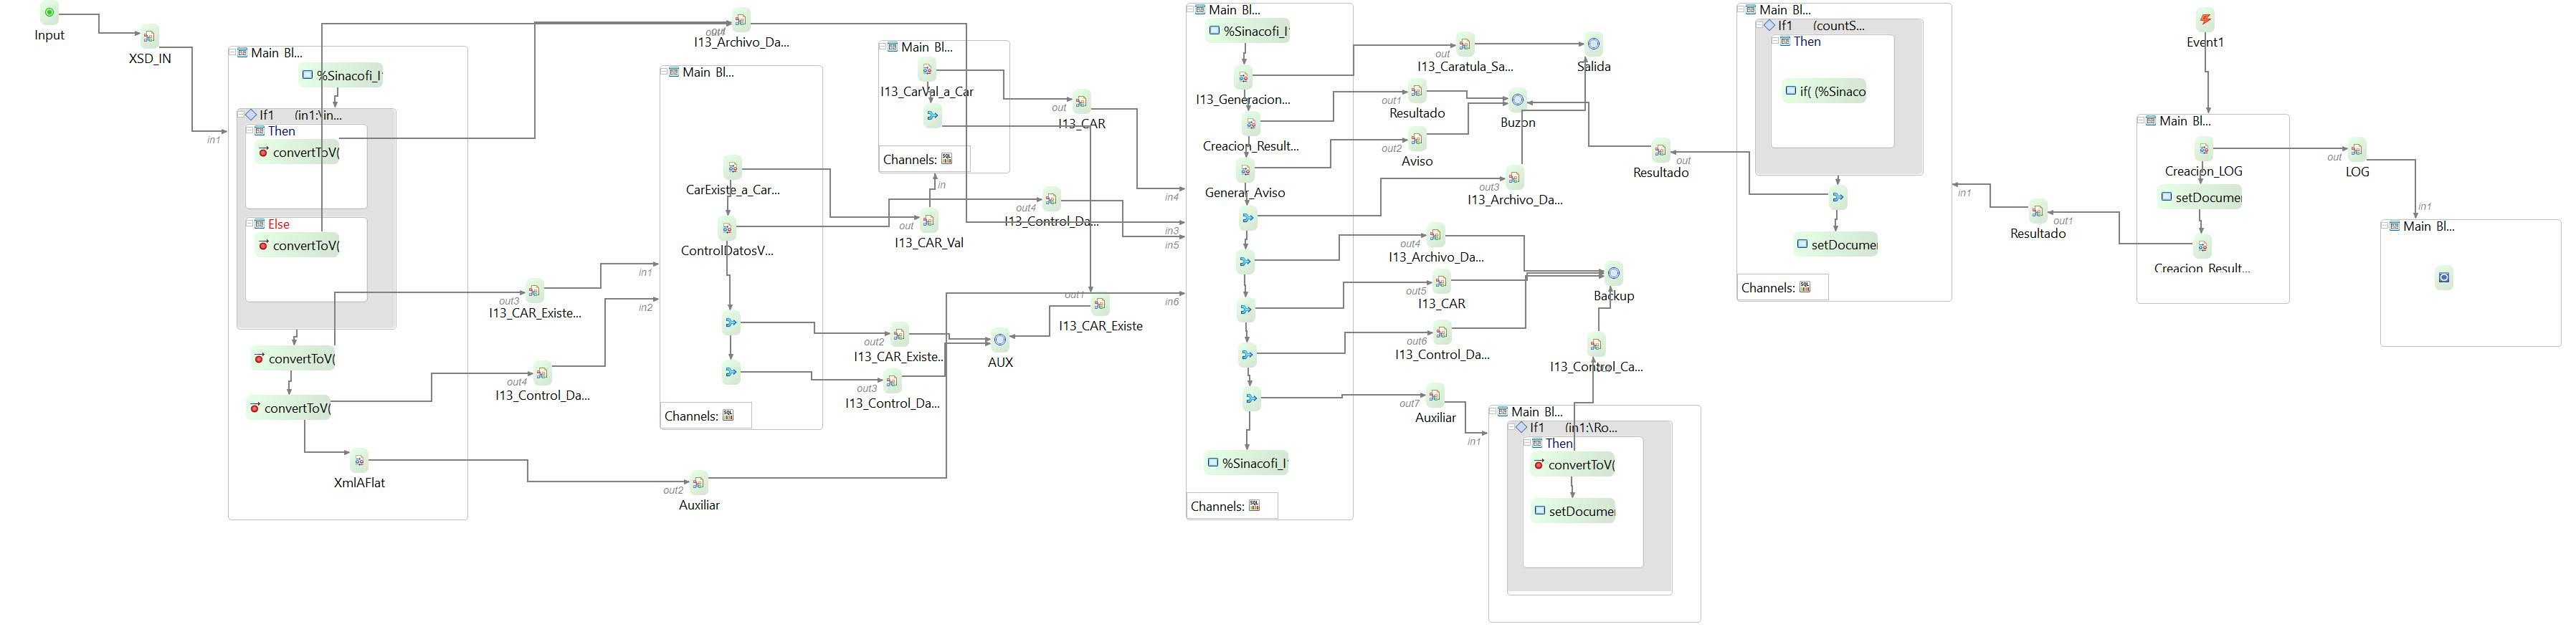 Input
XSD_IN
in1
Main Bl...
%Sinacofi_I
If1 (in1:\in...
Then
convertToV(
Else
convertToV(
convertToV(
convertToV(
XmlAFlat
out3
I13_CAR_Existe...
out4
I13_Control_Da...
out2
Auxiliar
I13_Archivo_Da...
in1
in2
Main Bl...
CarExiste_a_Car...
ControlDatosV...
Channels:
out
I13_CAR_Val
out4
I13_Control_Da...
out2
I13_CAR_Existe...
out3
I13_Control_Da...
AUX
Main Bl...
I13_CarVal_a_Car
Channels:
in
out
I13_CAR
out1
I13_CAR_Existe
in4
in3
in5
in6
Main Bl...
%Sinacofi_I
I13_Generacion...
Creacion_Result...
Generar_Aviso
%Sinacofi_I
Channels:
out
I13_Caratula_Sa...
Salida
out1
Resultado
Buzon
out2
Aviso
out3
I13_Archivo_Da...
out4
I13_Archivo_Da...
out5
I13_CAR
out6
I13_Control_Da...
Backup
I13_Control_Ca...
out7
Auxiliar
in1
Main Bl...
If1 (in1:\Ro...
Then
convertToV(
setDocume
out
Resultado
Main Bl...
If1 (countS...
Then
if( (%Sinaco
setDocume
Channels:
in1
out1
Resultado
Event1
Main Bl...
Creacion_LOG
setDocume
Creacion_Result...
out
LOG
in1
Main Bl...